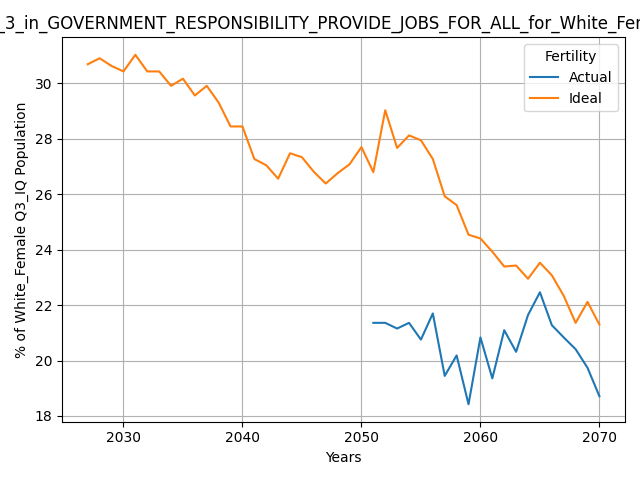 _3_in_GOVERNMENT_RESPONSIBILITY_PROVIDE_JOBS_FOR_ALL_for_White_Fem
Fertility
Actual
Ideal
% of White_Female Q3_IQ Population
30
28
26
24
22
20
18
2030
2040
2050
2060
2070
Years